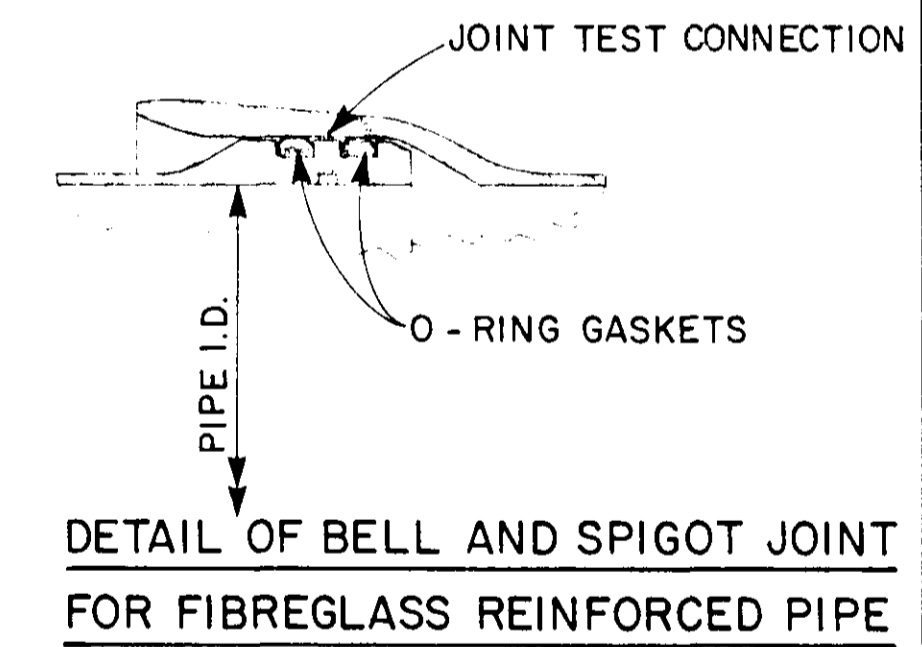 JOINT TEST CONNECTION
PIPE I.D.
O - RING GASKETS
DETAIL OF BELL AND SPIGOT JOINT
FOR FIBREGLASS REINFORCED PIPE